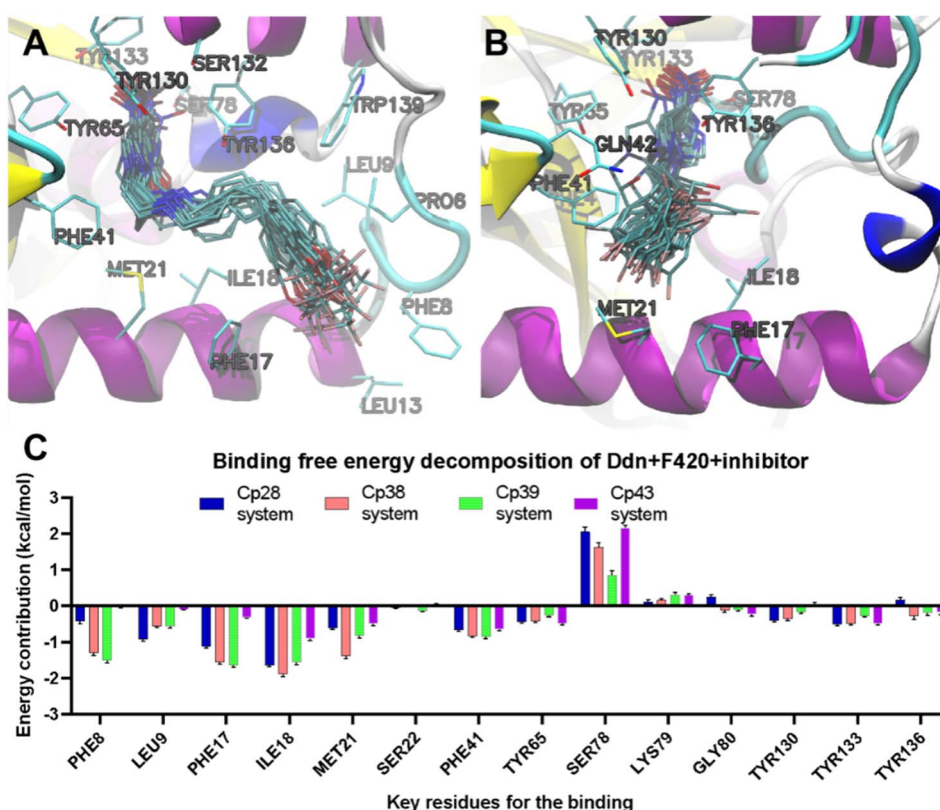 A
TYR133
TYR130
SER132
SER78
TYR65
TYR136
TRP139
LEU9
PRO6
PHE41
MET21
ILE18
PHE8
PHE17
LEU13
B
TYR130
TYR133
SER78
TYR65
TYR136
GLN42
PHE41
ILE18
MET21
PHE17
17
C
Binding free energy decomposition of Ddn+F420+inhibitor
Cp28 system
Cp38 system
Cp39 system
Cp43 system
Energy contribution (kcal/mol)
3
2
1
0
-1
-2
-3
PHE8
LEU9
PHE17
ILE18
MET21
SER22
PHE41
TYR65
SER78
LYS79
GLY80
TYR130
TYR133
TYR136
Key residues for the binding